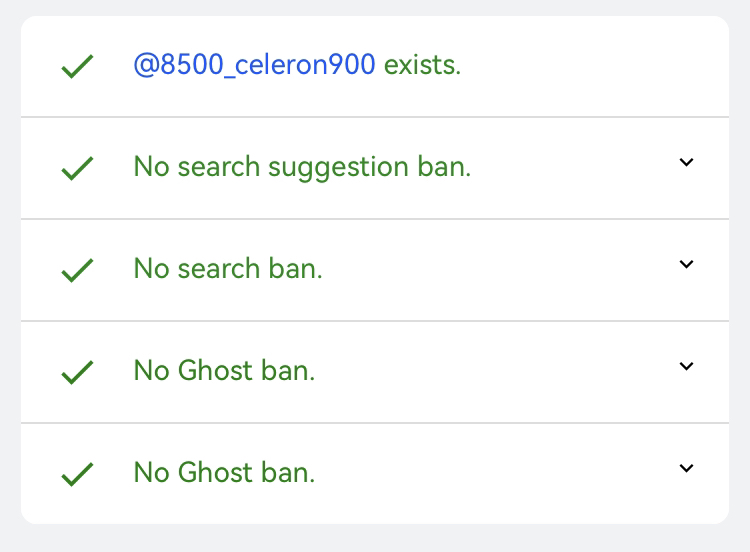 @8500_celeron900 exists.
No search suggestion ban.
No search ban.
No Ghost ban.
No Ghost ban.